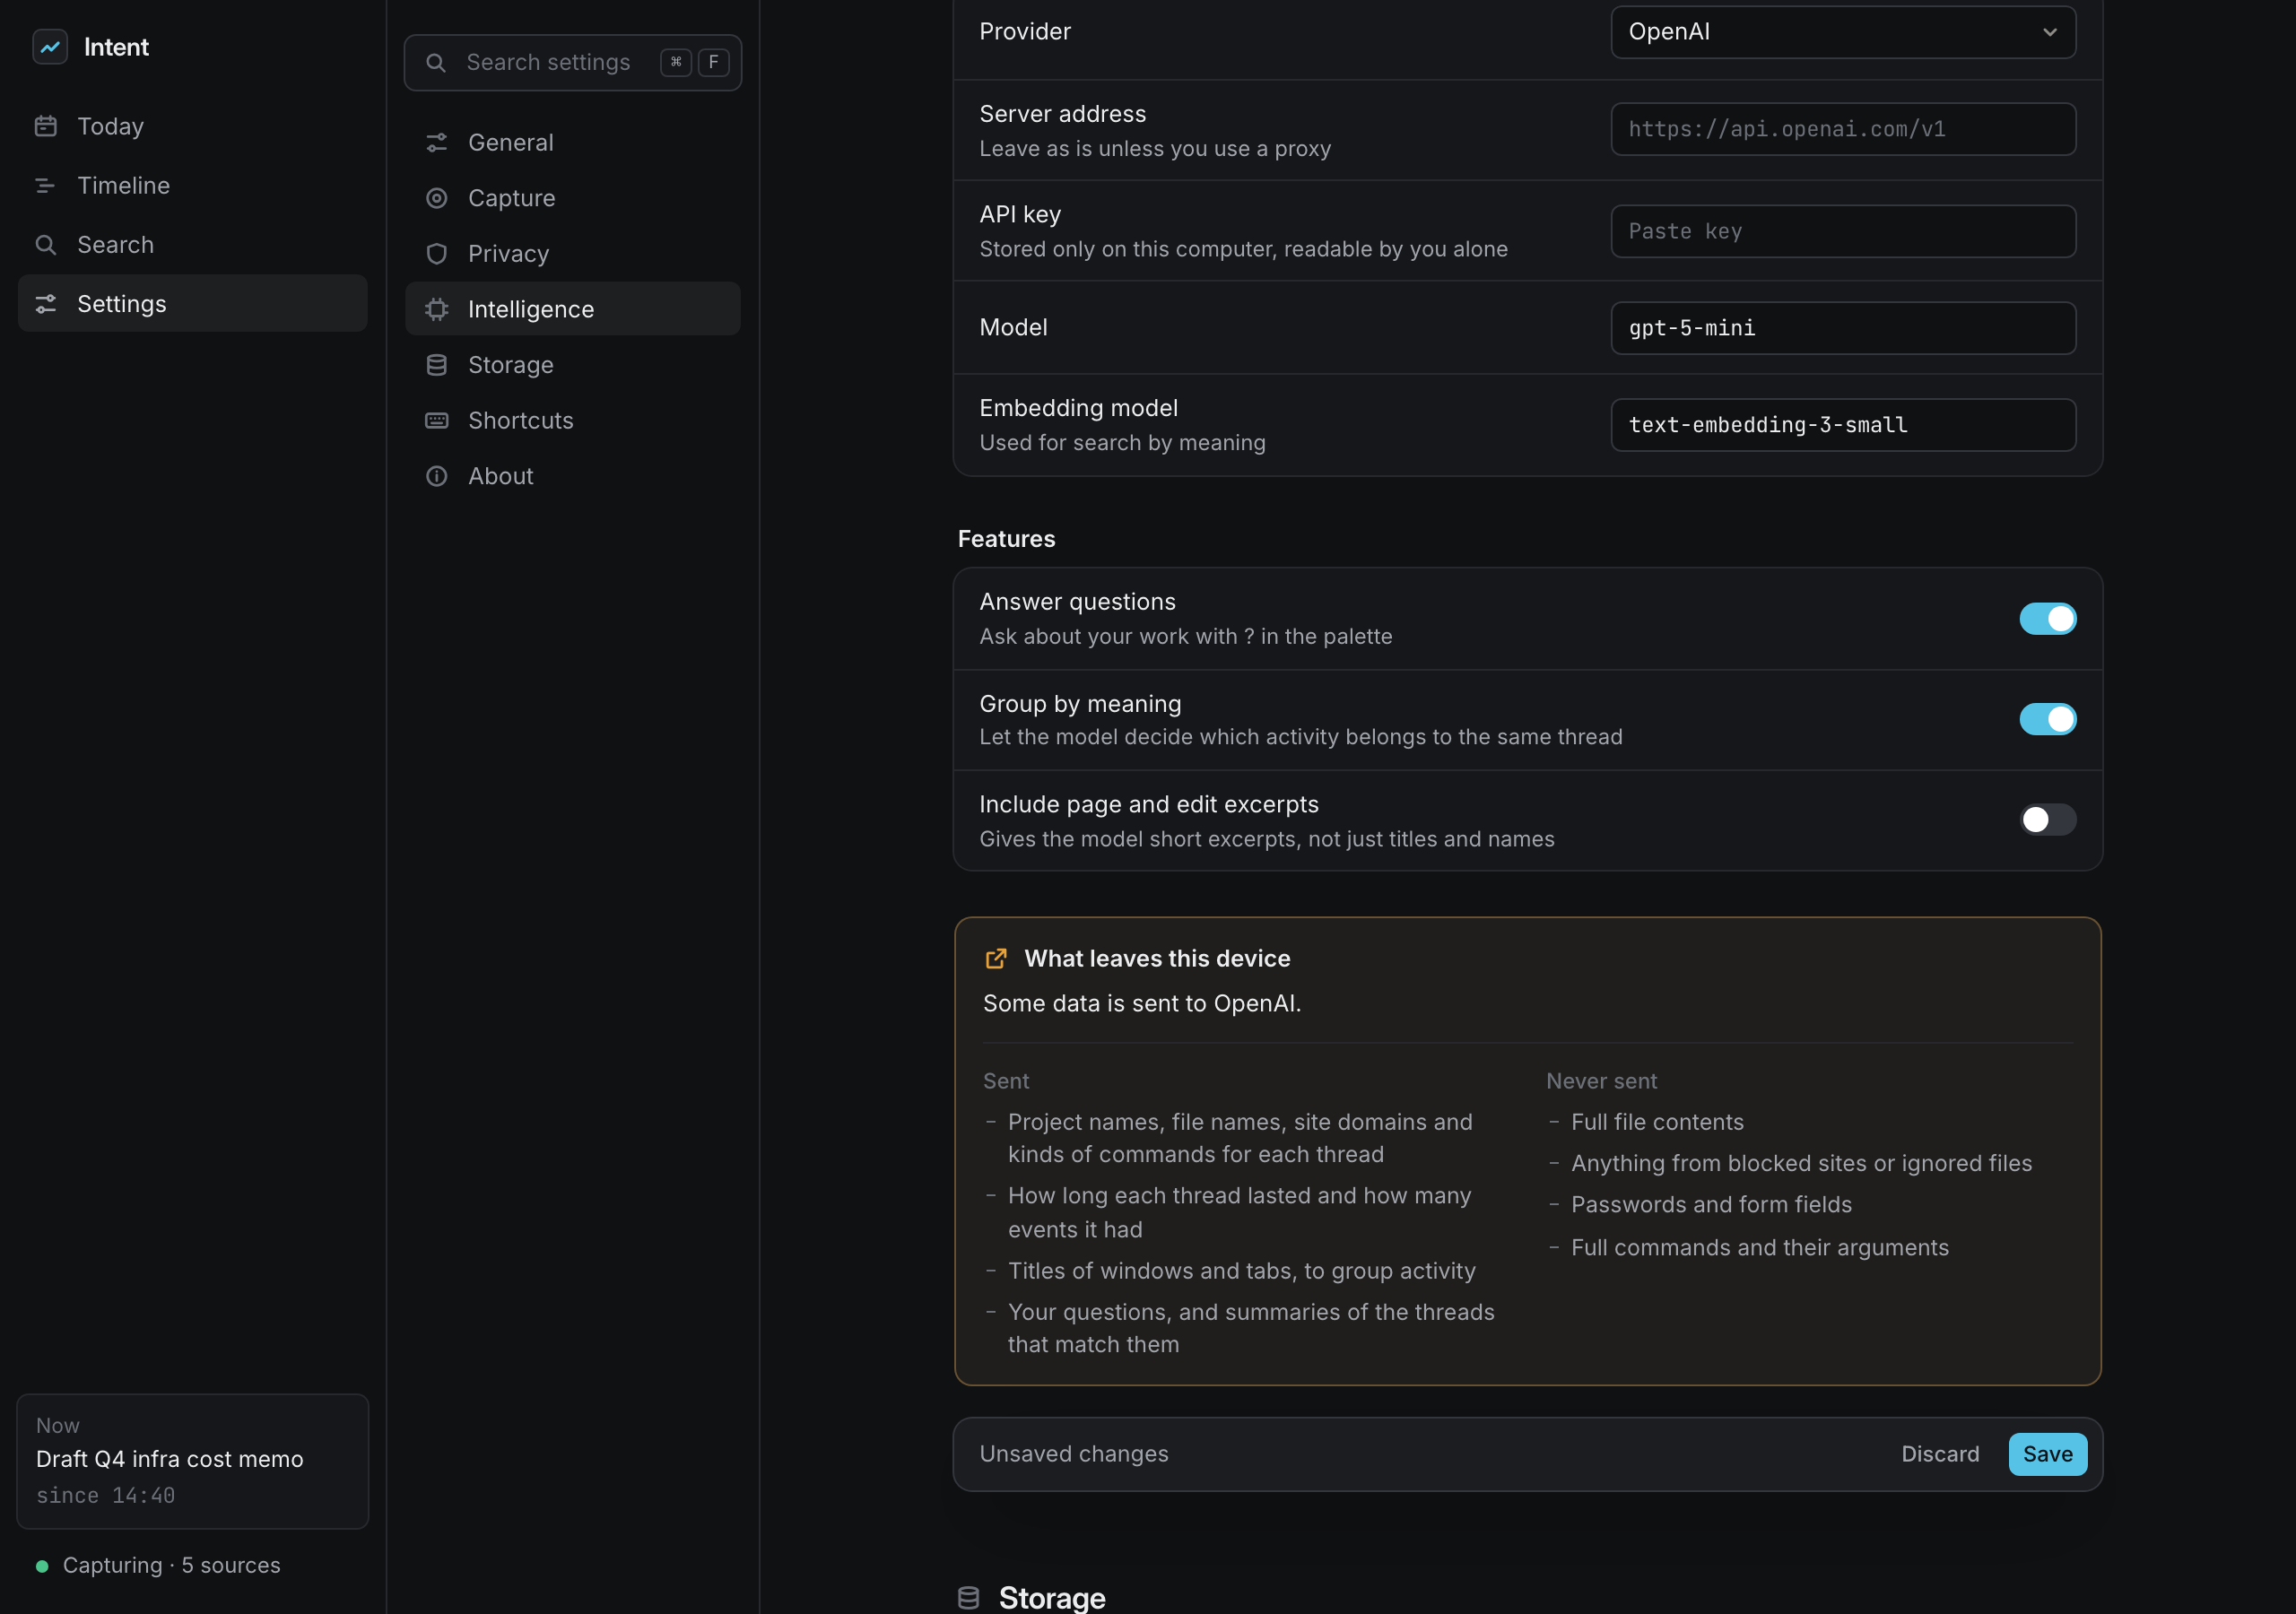 Intent
Today
Timeline
Search
Settings
Now
Draft Q4 infra cost memo
since 14:40
Capturing · 5 sources
Search settings ⌘ F
General
Capture
Privacy
Intelligence
Storage
Shortcuts
About
Provider
OpenAI
Server address
Leave as is unless you use a proxy
https://api.openai.com/v1
API key
Stored only on this computer, readable by you alone
Paste key
Model
gpt-5-mini
Embedding model
Used for search by meaning
text-embedding-3-small
Features
Answer questions
Ask about your work with ? in the palette
Group by meaning
Let the model decide which activity belongs to the same thread
Include page and edit excerpts
Gives the model short excerpts, not just titles and names
What leaves this device
Some data is sent to OpenAI.
Sent
– Project names, file names, site domains and
kinds of commands for each thread
– How long each thread lasted and how many
events it had
– Titles of windows and tabs, to group activity
– Your questions, and summaries of the threads
that match them
Never sent
– Full file contents
– Anything from blocked sites or ignored files
– Passwords and form fields
– Full commands and their arguments
Unsaved changes
Discard
Save
Storage